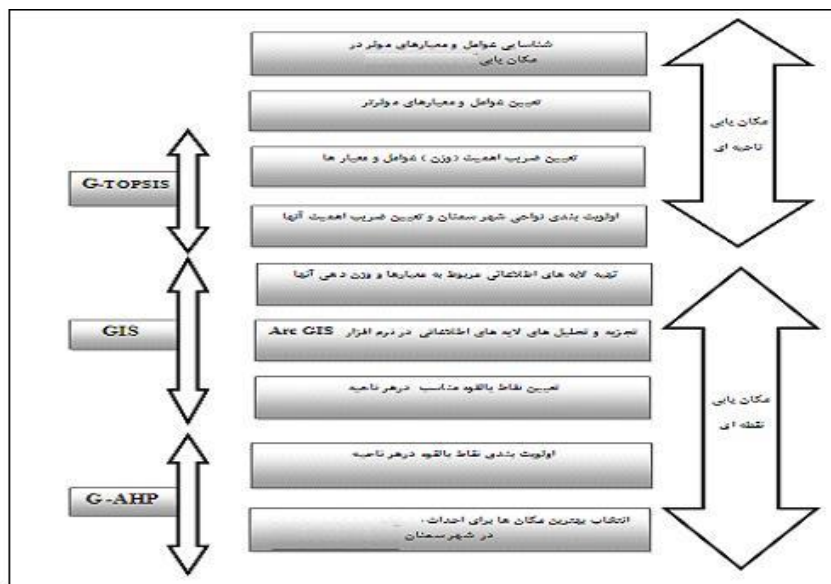 شناسایی عوامل و معیارهای موثر در
مکان یابی
تعیین عوامل و معیارهای موثرتر
تعیین ضریب اهمیت (وزن) عوامل و معیار ها
اولویت بندی نواحی شهر سمنان و تعیین ضریب اهمیت آنها
تهیه لایه های اطلاعاتی مربوط به معیارها و وزن دهی آنها
تجزیه و تحلیل های لایه های اطلاعاتی در نرم افزار Arc GIS
تعیین نقاط بالقوه مناسب درهر ناحیه
اولویت بندی نقاط بالقوه درهر ناحیه
انتخاب بهترین مکان ها برای احداث
در شهر سمنان
مکان یابی
ناحیه ای
مکان یابی
نقطه ای
G-TOPSIS
GIS
G-AHP